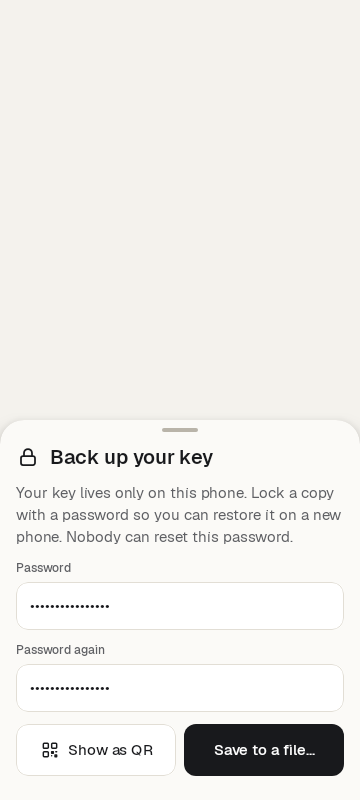 Back up your key
Your key lives only on this phone. Lock a copy
with a password so you can restore it on a new
phone. Nobody can reset this password.
Password
••••••••••••••••
Password again
••••••••••••••••
Show as QR
Save to a file…